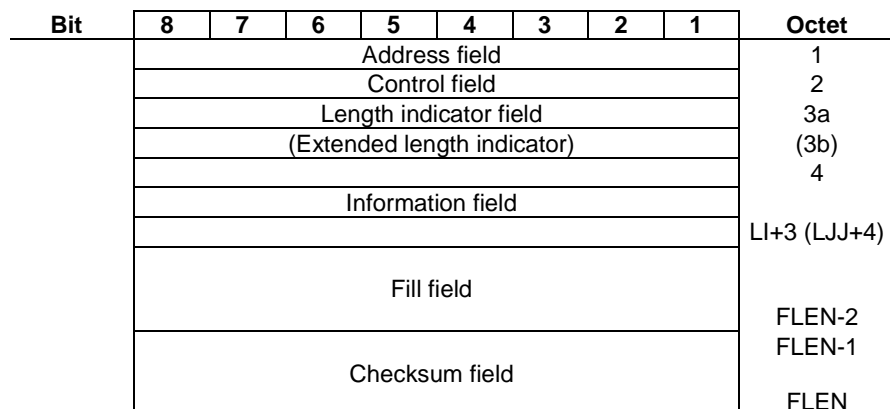 Bit 8 7 6 5 4 3 2 1 Octet
Address field 1
Control field 2
Length indicator field 3a
(Extended length indicator) (3b)
4
Information field
LI+3 (LJJ+4)
Fill field
FLEN-2
FLEN-1
Checksum field
FLEN